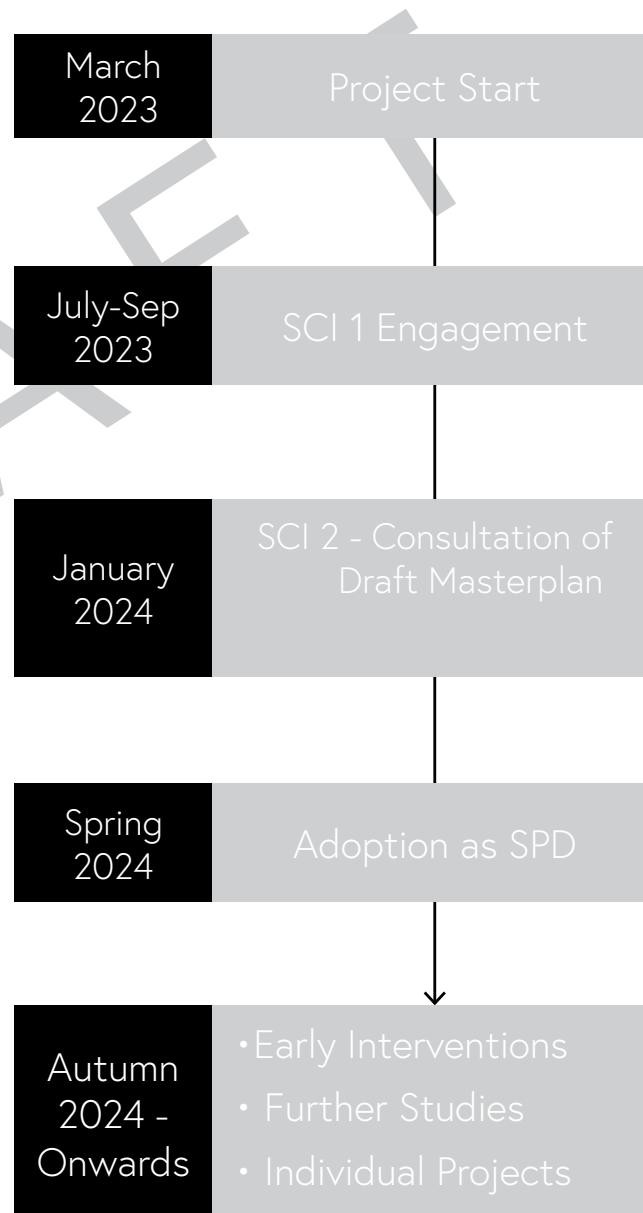 March
2023
Project Start
July-Sep
2023
SCI 1 Engagement
January
2024
SCI 2 - Consultation of
Draft Masterplan
Spring
2024
Adoption as SPD
Autumn
2024 -
Onwards
• Early Interventions
• Further Studies
• Individual Projects